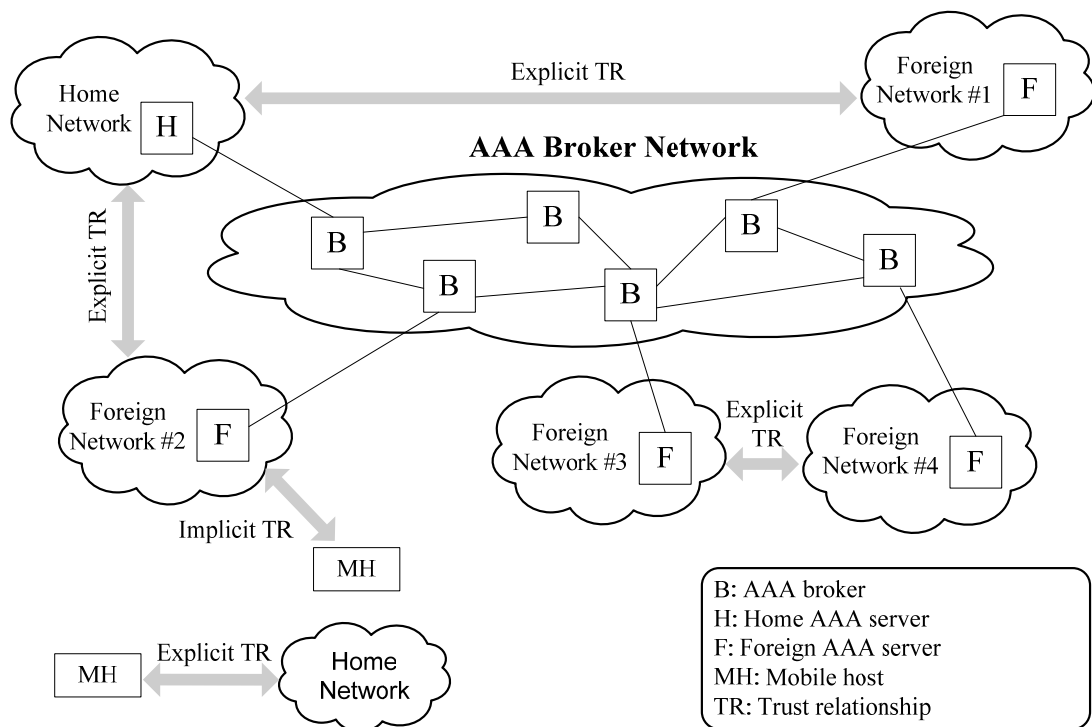 Explicit TR
Home
Network
H
Foreign
Network #1
F
AAA Broker Network
B
B
B
B
B
B
Explicit TR
Foreign
Network #2
F
Foreign
Network #3
F
Explicit
TR
Foreign
Network #4
F
Implicit TR
MH
MH
Explicit TR
Home
Network
B: AAA broker
H: Home AAA server
F: Foreign AAA server
MH: Mobile host
TR: Trust relationship